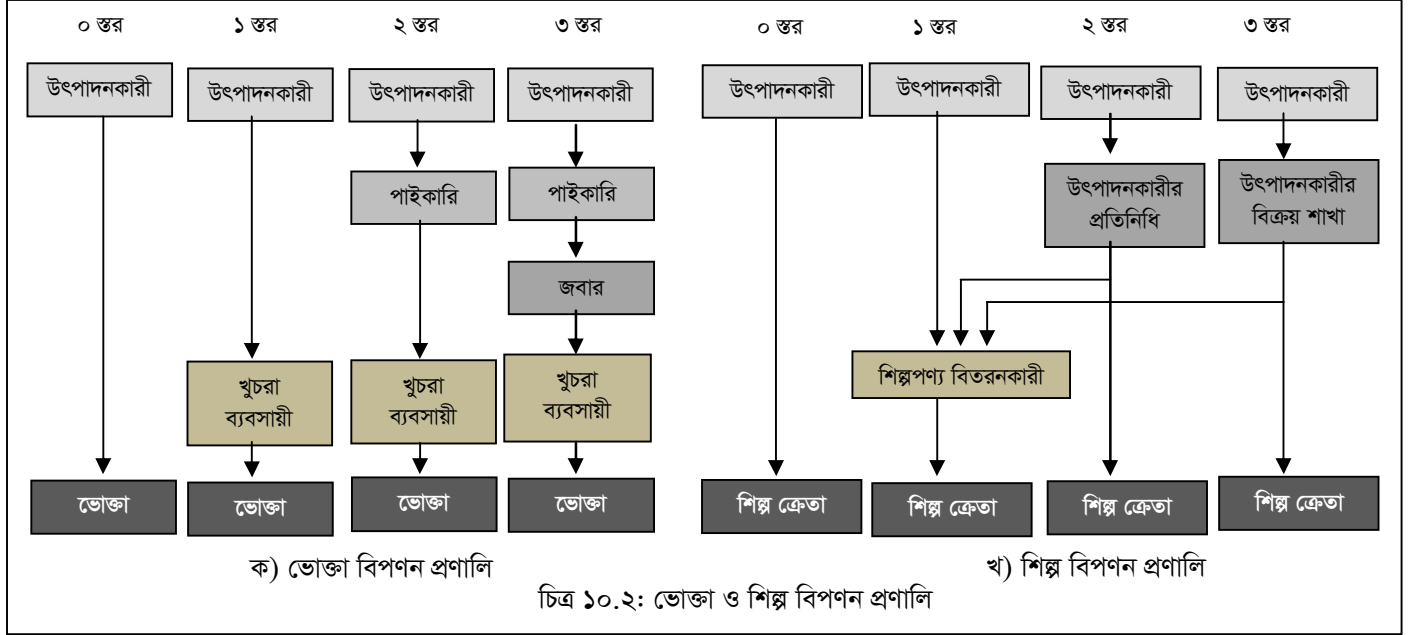 ০ স্তর ১ স্তর ২ স্তর ৩ স্তর ০ স্তর ১ স্তর ২ স্তর ৩ স্তর
উৎপাদনকারী উৎপাদনকারী উৎপাদনকারী উৎপাদনকারী উৎপাদনকারী উৎপাদনকারী উৎপাদনকারী উৎপাদনকারী
পাইকারি পাইকারি উৎপাদনকারীর উৎপাদনকারীর
প্রতিনিধি বিক্রয় শাখা
জবার
খুচরা খুচরা খুচরা শিল্পপণ্য বিতরনকারী
ব্যবসায়ী ব্যবসায়ী ব্যবসায়ী
ভোক্তা ভোক্তা ভোক্তা ভোক্তা শিল্প ক্রেতা শিল্প ক্রেতা শিল্প ক্রেতা শিল্প ক্রেতা
ক) ভোক্তা বিপণন প্রণালি খ) শিল্প বিপণন প্রণালি
চিত্র ১০.২: ভোক্তা ও শিল্প বিপণন প্রণালি